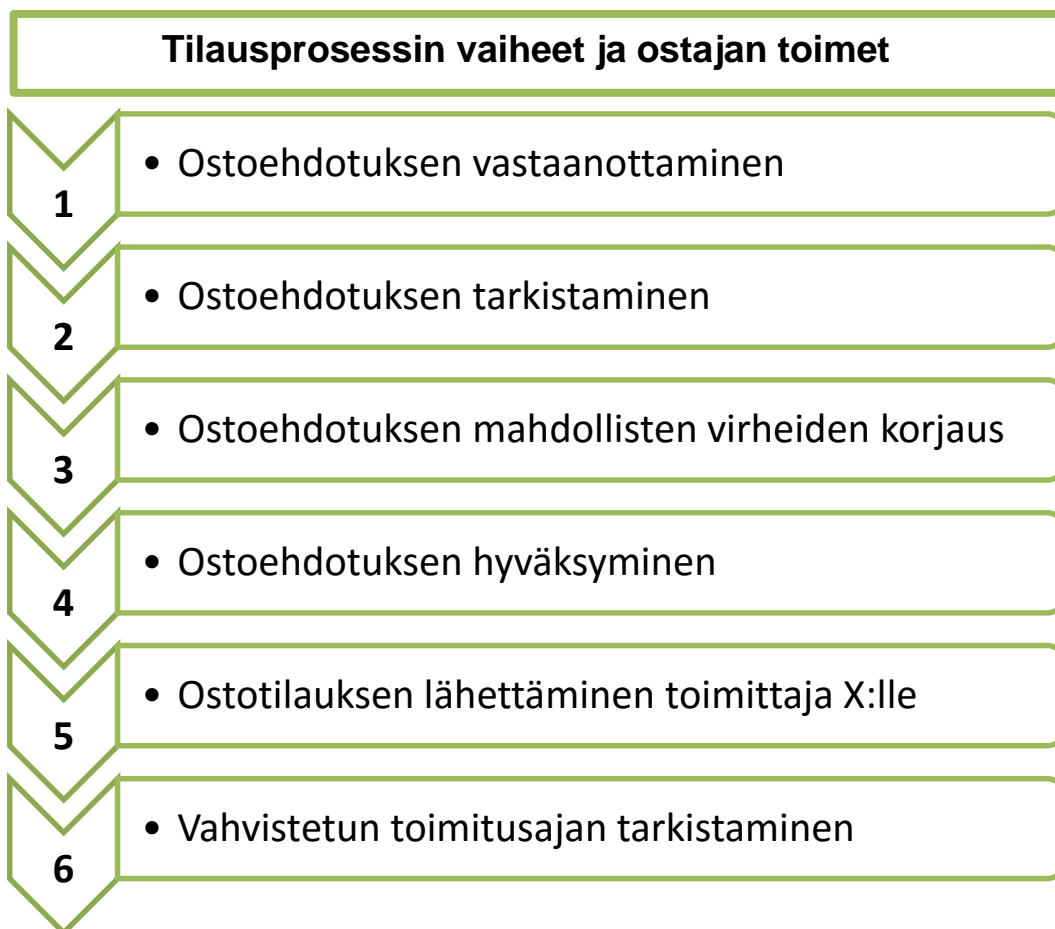 Tilausprosessin vaiheet ja ostajan toimet
1
• Ostoehdotuksen vastaanottaminen
2
• Ostoehdotuksen tarkistaminen
3
• Ostoehdotuksen mahdollisten virheiden korjaus
4
• Ostoehdotuksen hyväksyminen
5
• Ostotilauksen lähettäminen toimittaja X:lle
6
• Vahvistetun toimitusajan tarkistaminen